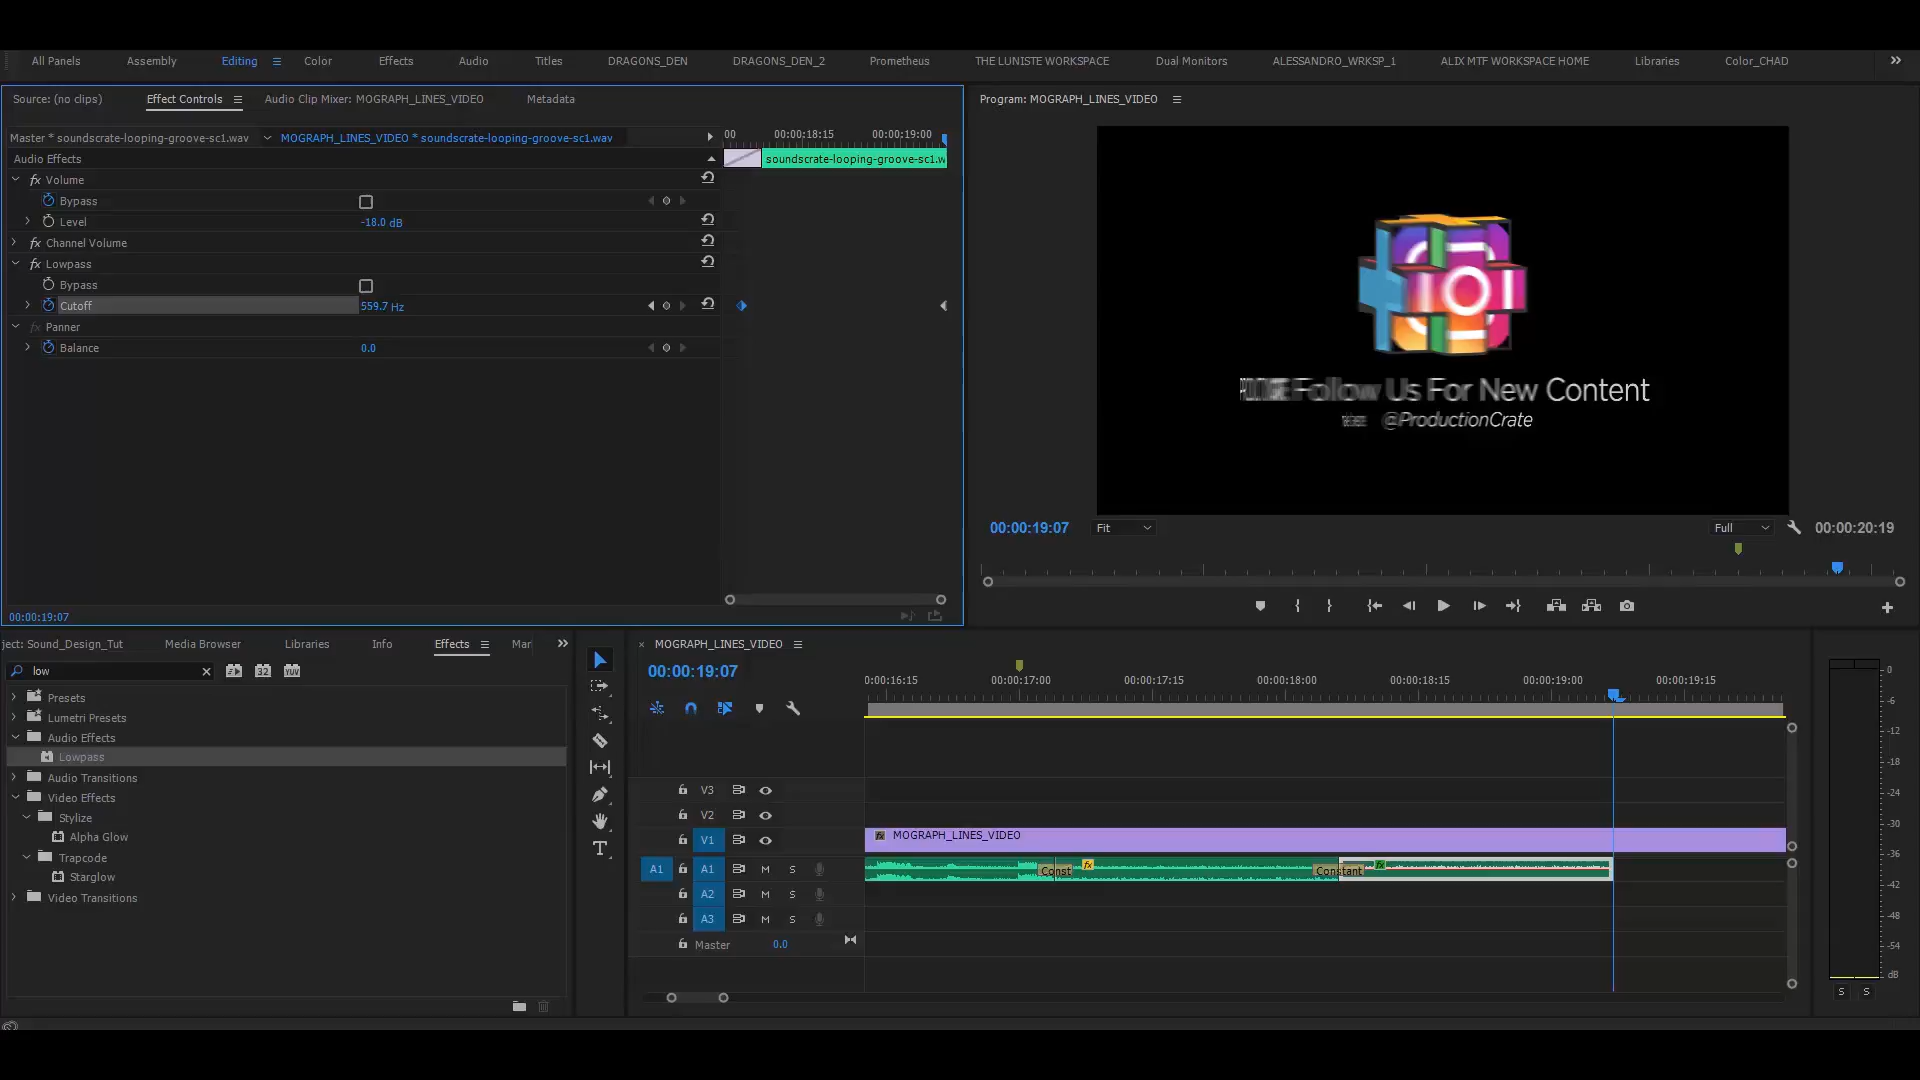 All Panels Assembly Editing Color Effects Audio Titles DRAGONS_DEN DRAGONS_DEN_2 Prometheus THE LUNISTE WORKSPACE Dual Monitors ALESSANDRO_WRKSP_1 ALIX MTF WORKSPACE HOME Libraries Color_CHAD
Source: (no clips) Effect Controls Audio Clip Mixer: MOGRAPH_LINES_VIDEO Metadata
Master * soundscrate-looping-groove-sc1.wav MOGRAPH_LINES_VIDEO * soundscrate-looping-groove-sc1.wav
00 00:00:18:15 00:00:19:00
Audio Effects
soundscrate-looping-groove-sc1.w
fx Volume
Bypass
Level -18.0 dB
fx Channel Volume
fx Lowpass
Bypass
Cutoff 559.7 Hz
fx Panner
Balance 0.0
00:00:19:07
Program: MOGRAPH_LINES_VIDEO
Follow Us For New Content
@ProductionCrate
00:00:19:07 Fit Full 00:00:20:19
ject: Sound_Design_Tut Media Browser Libraries Info Effects Mar
low
32 YUV
Presets
Lumetri Presets
Audio Effects
Lowpass
Audio Transitions
Video Effects
Stylize
Alpha Glow
Trapcode
Starglow
Video Transitions
MOGRAPH_LINES_VIDEO
00:00:19:07
0:00:16:15 00:00:17:00 00:00:17:15 00:00:18:00 00:00:18:15 00:00:19:00 00:00:19:15
V3
V2
V1 fx MOGRAPH_LINES_VIDEO
A1 A1 M S Const fx Constant fx
A2 M S
A3 M S
Master 0.0
0
-6
-12
-18
-24
-30
-36
-42
-48
-54
dB
S S